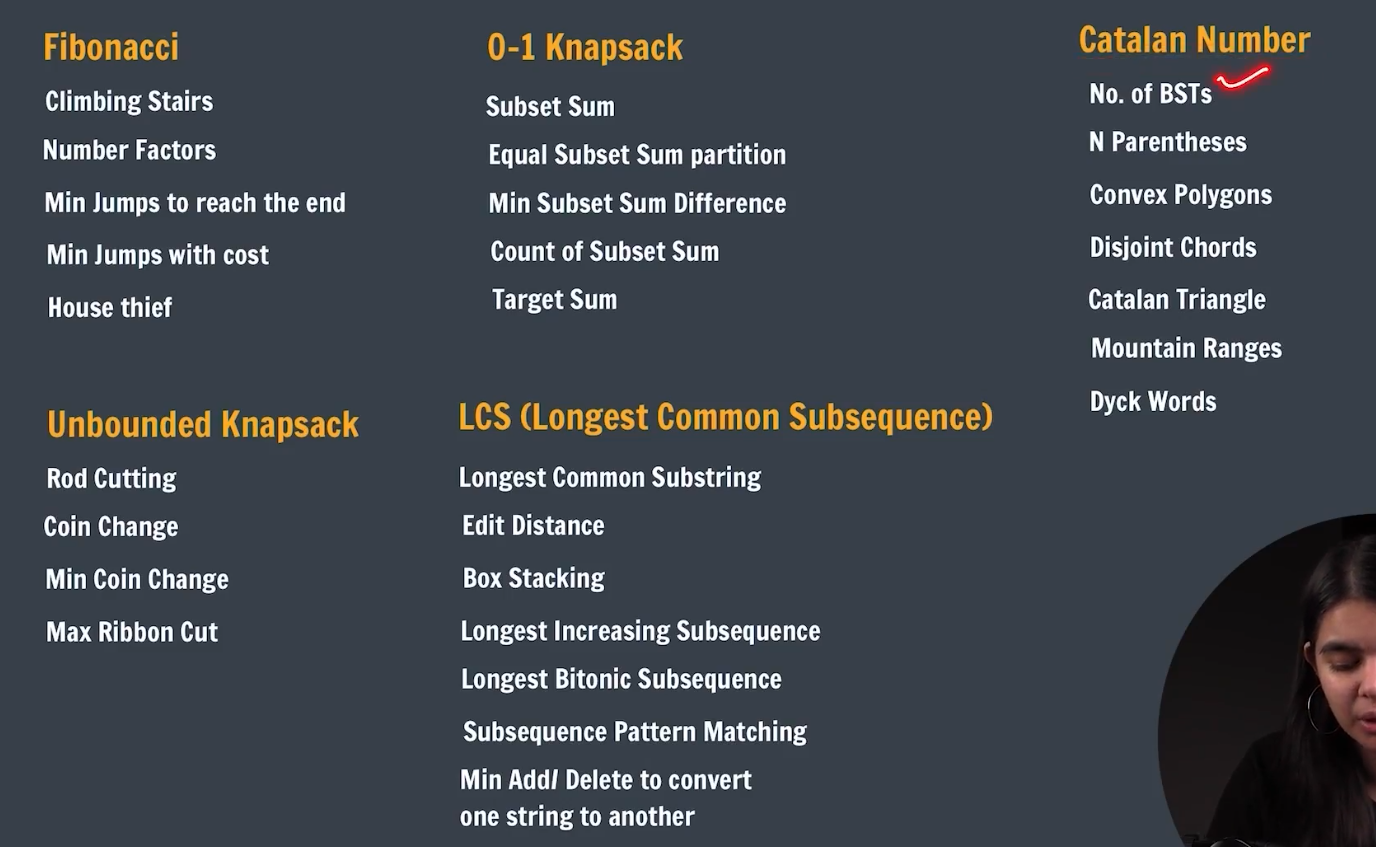 Fibonacci
Climbing Stairs
Number Factors
Min Jumps to reach the end
Min Jumps with cost
House thief
0-1 Knapsack
Subset Sum
Equal Subset Sum partition
Min Subset Sum Difference
Count of Subset Sum
Target Sum
Catalan Number
No. of BSTs
N Parentheses
Convex Polygons
Disjoint Chords
Catalan Triangle
Mountain Ranges
Dyck Words
Unbounded Knapsack
Rod Cutting
Coin Change
Min Coin Change
Max Ribbon Cut
LCS (Longest Common Subsequence)
Longest Common Substring
Edit Distance
Box Stacking
Longest Increasing Subsequence
Longest Bitonic Subsequence
Subsequence Pattern Matching
Min Add/ Delete to convert
one string to another